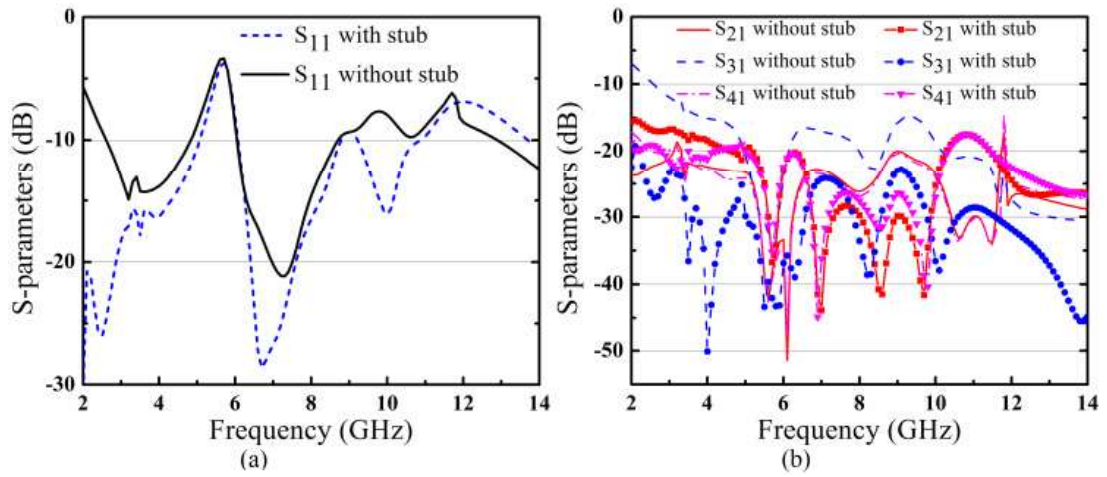 0
-10
-20
-30
S-parameters (dB)
S11 with stub
S11 without stub
2 4 6 8 10 12 14
Frequency (GHz)
(a)
0
-10
-20
-30
-40
-50
S-parameters (dB)
S21 without stub S21 with stub
S31 without stub S31 with stub
S41 without stub S41 with stub
2 4 6 8 10 12 14
Frequency (GHz)
(b)